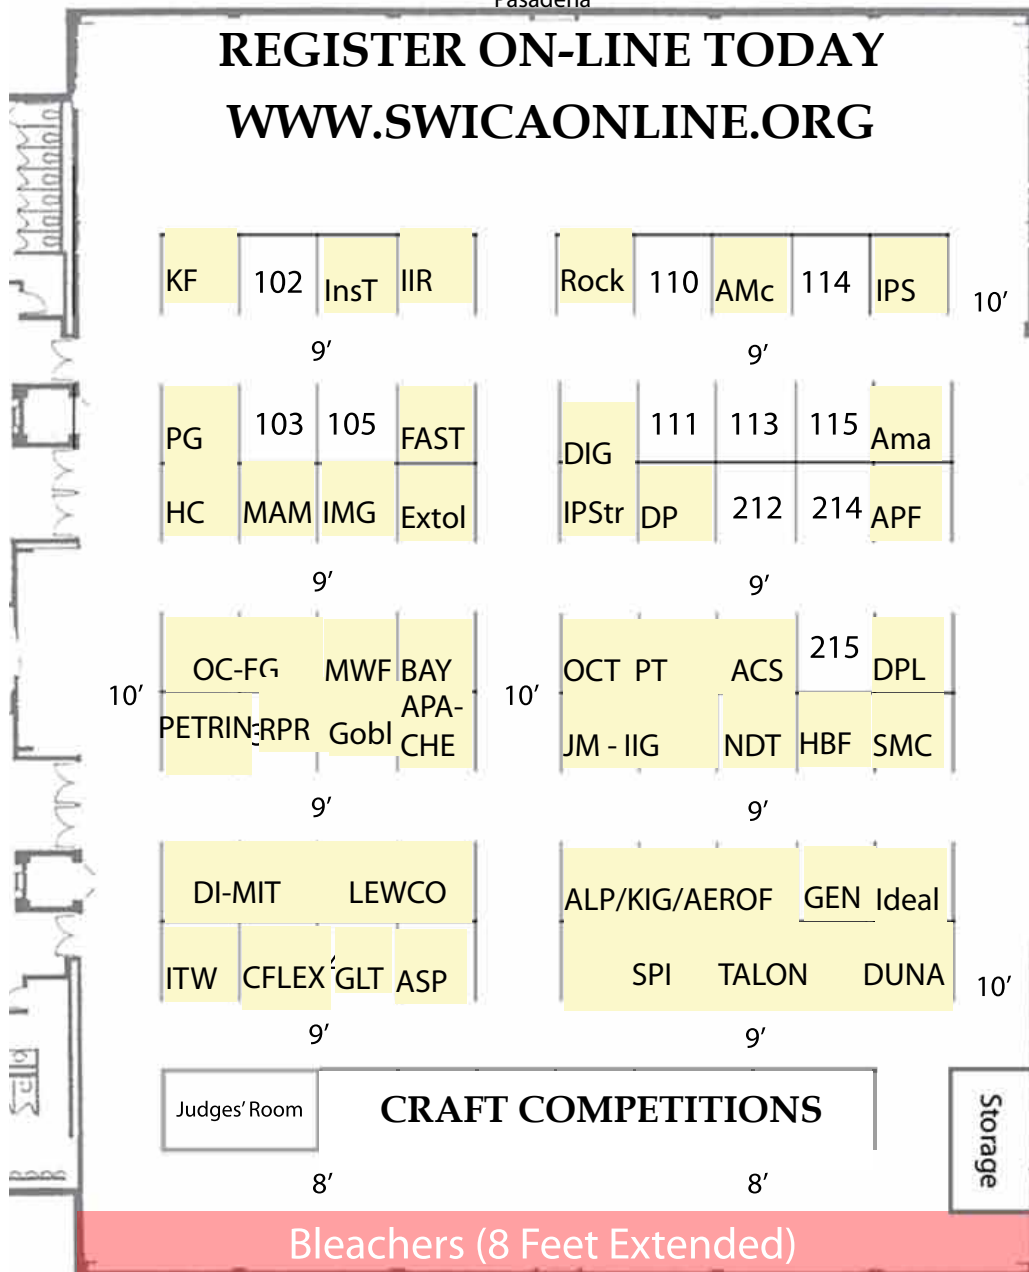 Pasadena
REGISTER ON-LINE TODAY
WWW.SWICAONLINE.ORG
KF 102 InsT IIR Rock 110 AMc 114 IPS
10’
9’ 9’
PG 103 105 FAST DIG 111 113 115 Ama
HC MAM IMG Extol IPStr DP 212 214 APF
9’ 9’
OC-FG MWF BAY OCT PT ACS 215 DPL
10’ 10’
PETRIN RPR Gobl APA-
CHE JM - IIG NDT HBF SMC
9’ 9’
DI-MIT LEWCO ALP/KIG/AEROF GEN Ideal
ITW CFLEX GLT ASP SPI TALON DUNA
10’
9’ 9’
Judges’ Room CRAFT COMPETITIONS
Storage
8’ 8’
Bleachers (8 Feet Extended)